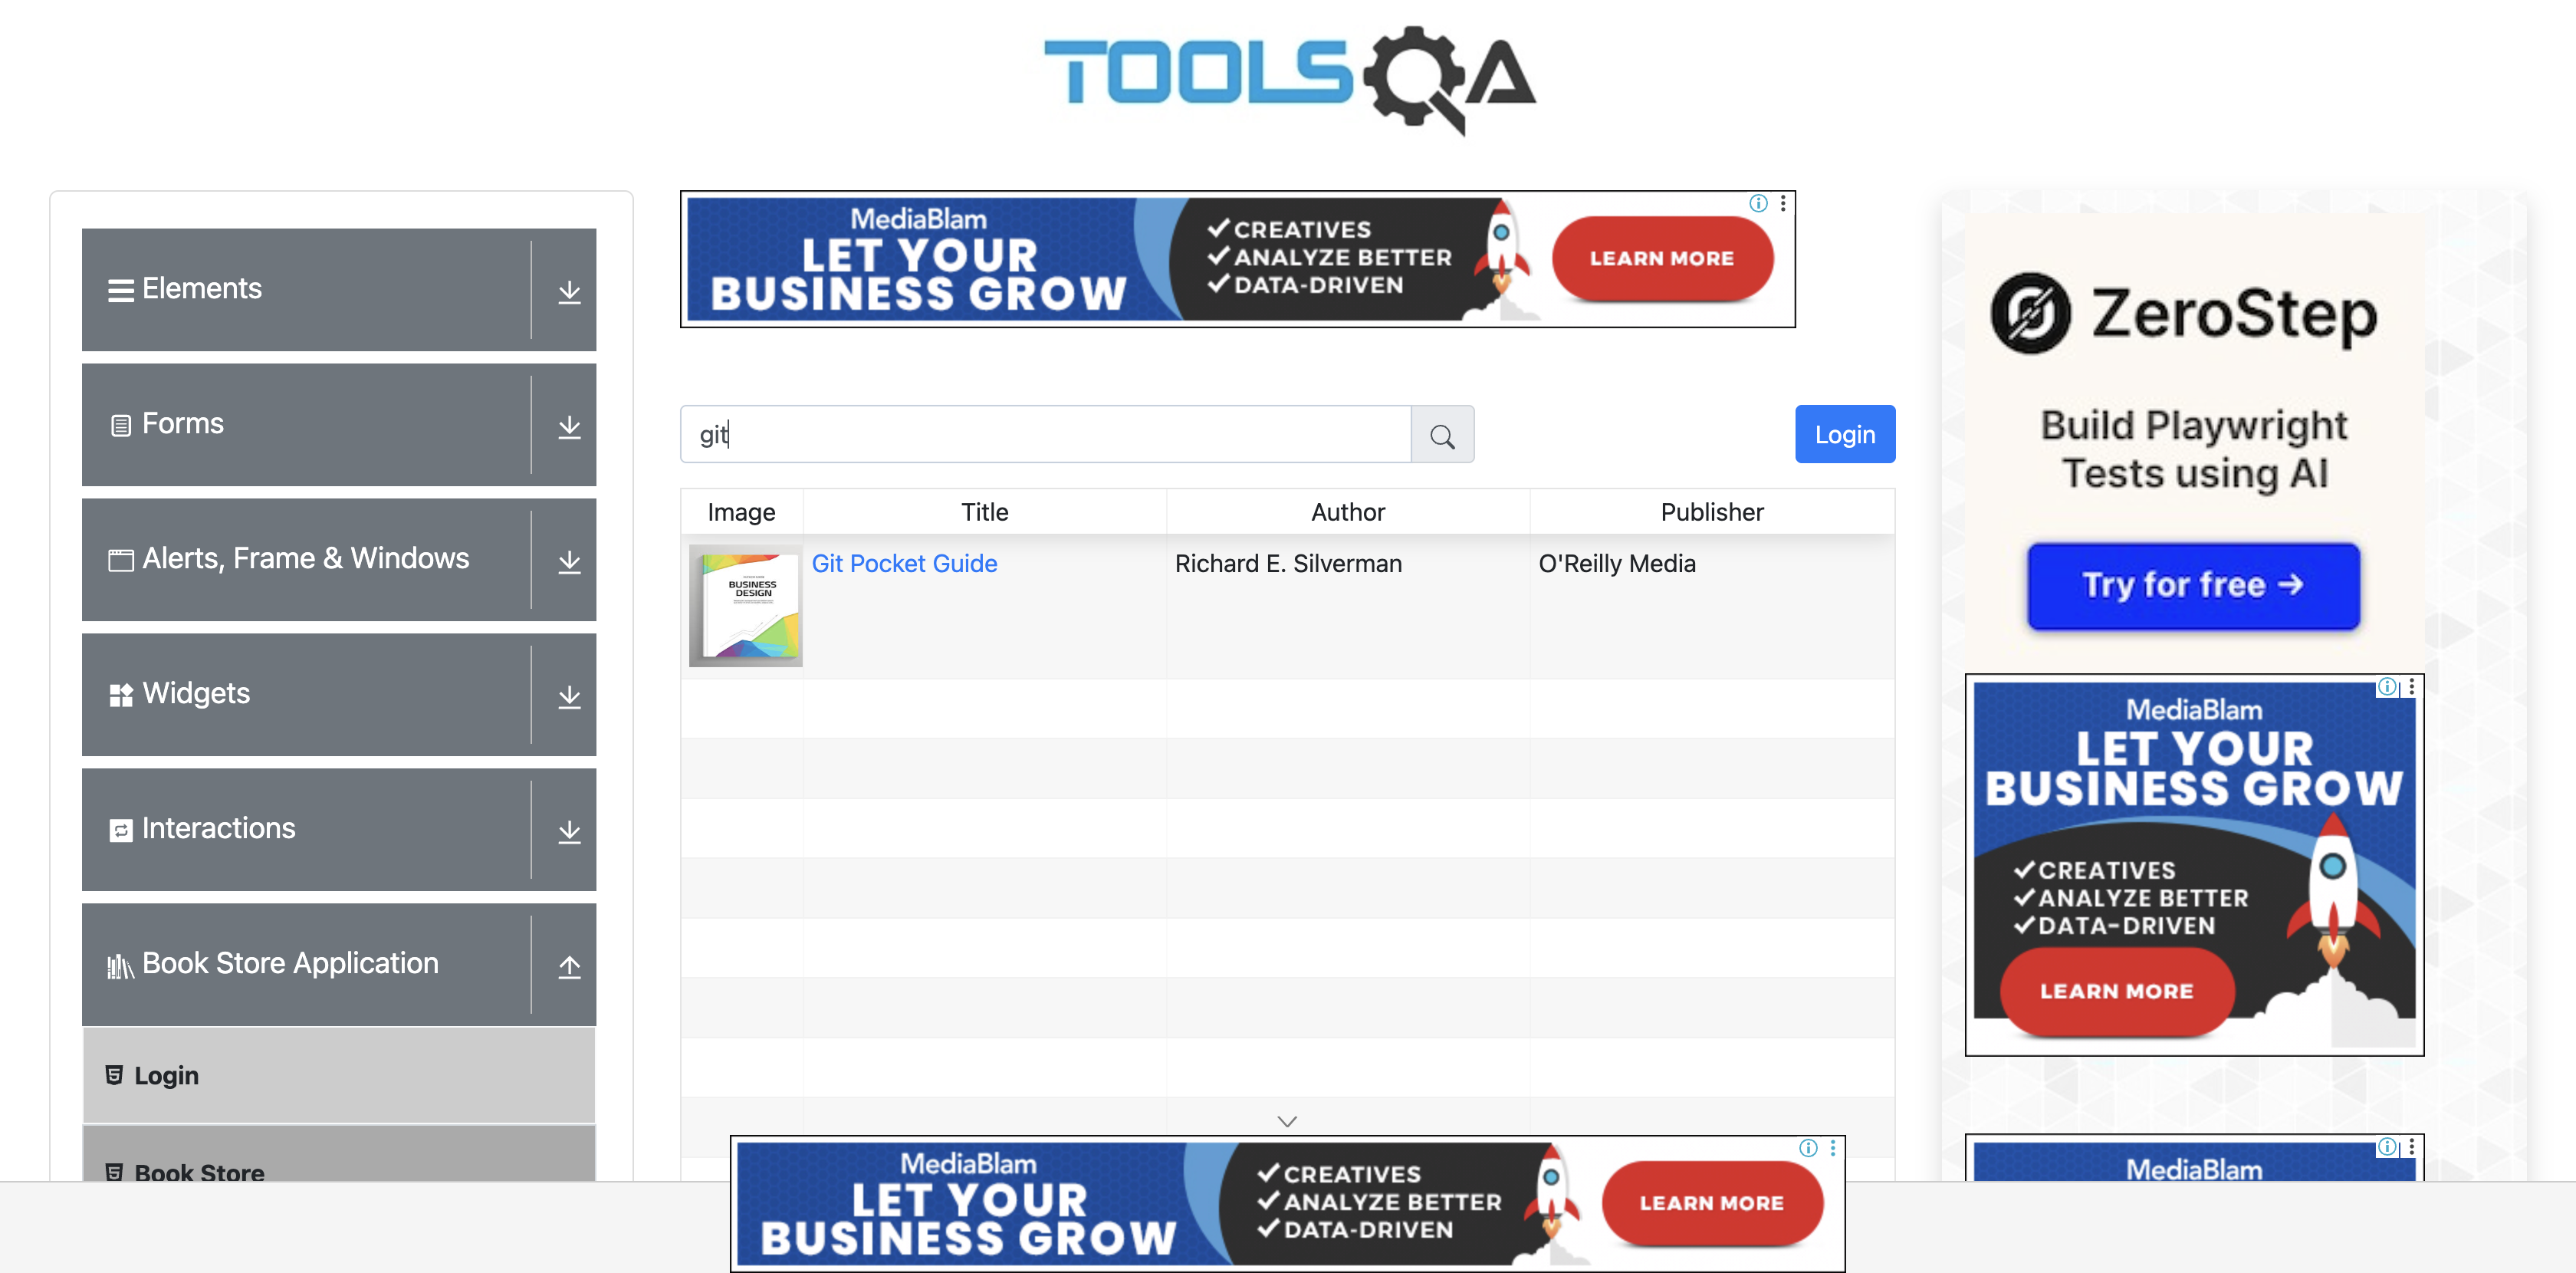 TOOLSQA
Elements
Forms
Alerts, Frame & Windows
Widgets
Interactions
Book Store Application
Login
Book Store
MediaBlam
LET YOUR
BUSINESS GROW
CREATIVES
ANALYZE BETTER
DATA-DRIVEN
LEARN MORE
git
Login
Image Title Author Publisher
BUSINESS
DESIGN
Git Pocket Guide Richard E. Silverman O'Reilly Media
MediaBlam
LET YOUR
BUSINESS GROW
CREATIVES
ANALYZE BETTER
DATA-DRIVEN
LEARN MORE
ZeroStep
Build Playwright
Tests using AI
Try for free →
MediaBlam
LET YOUR
BUSINESS GROW
CREATIVES
ANALYZE BETTER
DATA-DRIVEN
LEARN MORE
MediaBlam